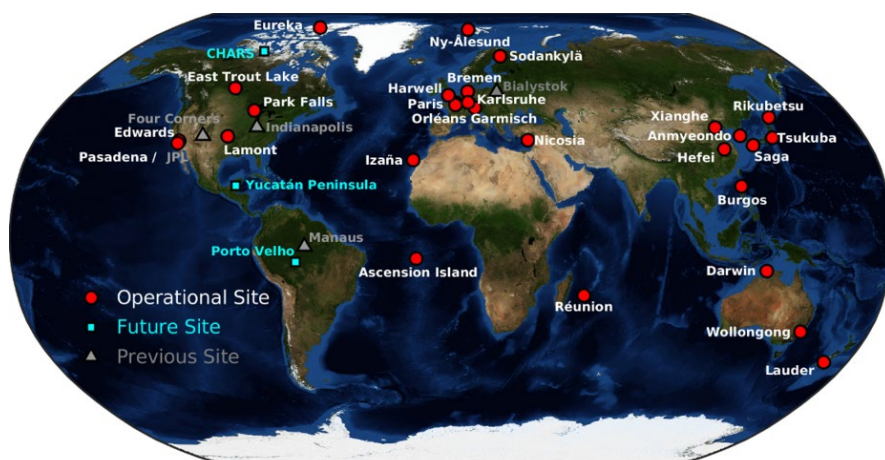 Eureka
Ny-Ålesund
CHARS
Sodankylä
East Trout Lake
Bremen
Harwell
Bialystok
Park Falls
Paris
Karlsruhe
Rikubetsu
Four Corners
Xianghe
Orléans Garmisch
Edwards
Indianapolis
Anmyeondo
Tsukuba
Lamont
Nicosia
Pasadena / JPL
Izaña
Hefei
Saga
Yucatán Peninsula
Burgos
Manaus
Porto Velho
Ascension Island
Darwin
Operational Site
Réunion
Future Site
Wollongong
Previous Site
Lauder